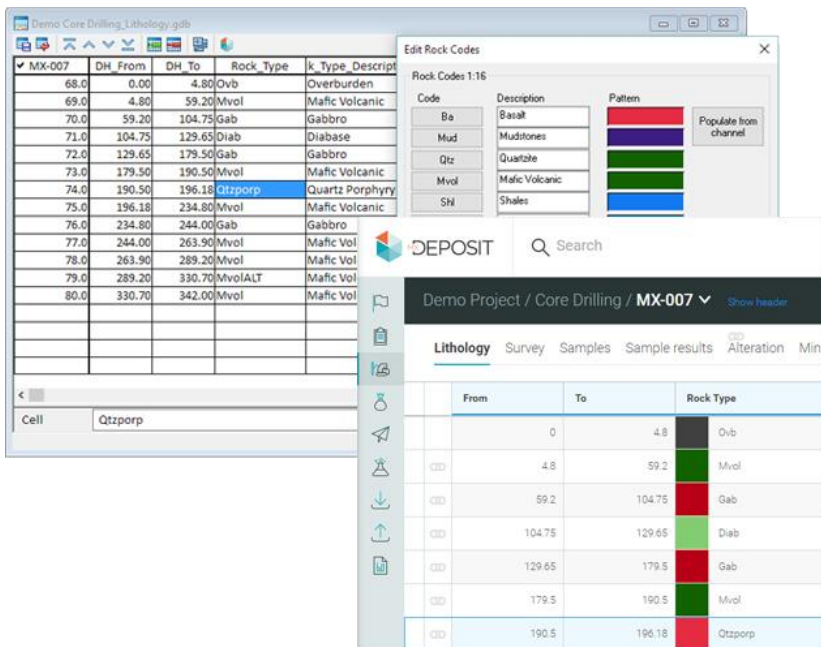 Demo Core Drilling_Lithology.gdb
MX-007 DH_From DH_To Rock_Type k_Type_Descript
68.0 0.00 4.80 Ovb Overburden
69.0 4.80 59.20 Mvol Mafic Volcanic
70.0 59.20 104.75 Gab Gabbro
71.0 104.75 129.65 Diab Diabase
72.0 129.65 179.50 Gab Gabbro
73.0 179.50 190.50 Mvol Mafic Volcanic
74.0 190.50 196.18 Qtzporp Quartz Porphyry
75.0 196.18 234.80 Mvol Mafic Volcanic
76.0 234.80 244.00 Gab Gabbro
77.0 244.00 263.90 Mvol Mafic Vol
78.0 263.90 289.20 Mvol Mafic Vol
79.0 289.20 330.70 MvolALT Mafic Vol
80.0 330.70 342.00 Mvol Mafic Vol
Cell Qtzporp
Edit Rock Codes
Rock Codes 1:16
Code Description Pattern
Ba Basalt
Populate from
channel
Mud Mudstones
Qtz Quartzite
Mvol Mafic Volcanic
Shl Shales
MX DEPOSIT Search
Demo Project / Core Drilling / MX-007 Show header
Lithology Survey Samples Sample results Alteration Min
From To Rock Type
0 4.8 Ovb
4.8 59.2 Mvol
59.2 104.75 Gab
104.75 129.65 Diab
129.65 179.5 Gab
179.5 190.5 Mvol
190.5 196.18 Qtzporp